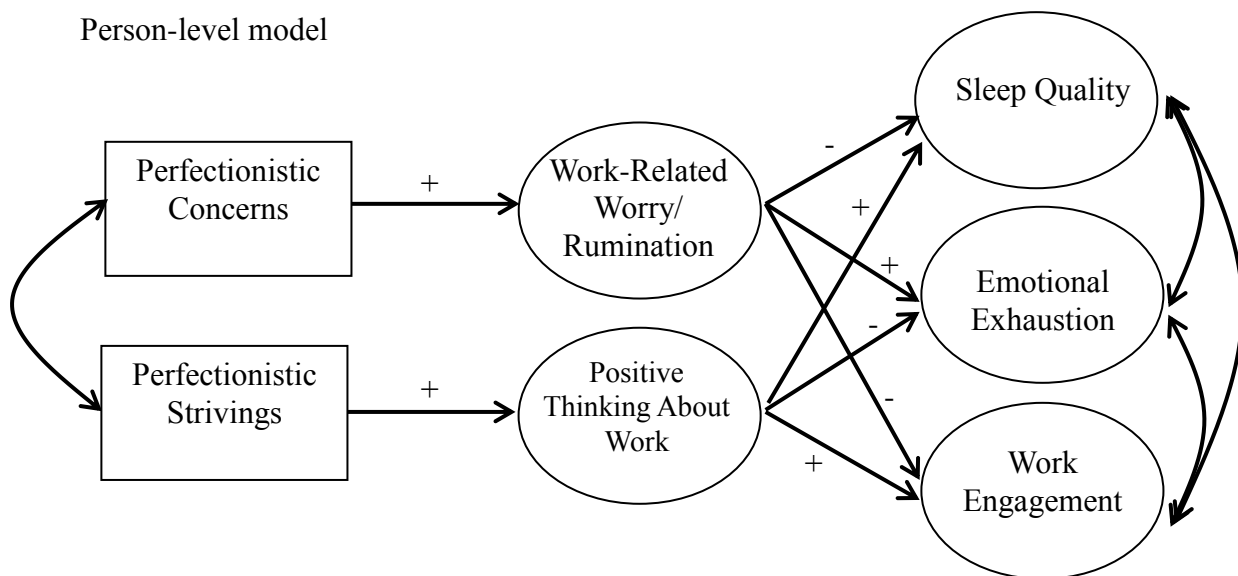 Person-level model
Perfectionistic
Concerns
+
Work-Related
Worry/
Rumination
Perfectionistic
Strivings
+
Positive
Thinking About
Work
-
+
+
-
-
+
Sleep Quality
Emotional
Exhaustion
Work
Engagement